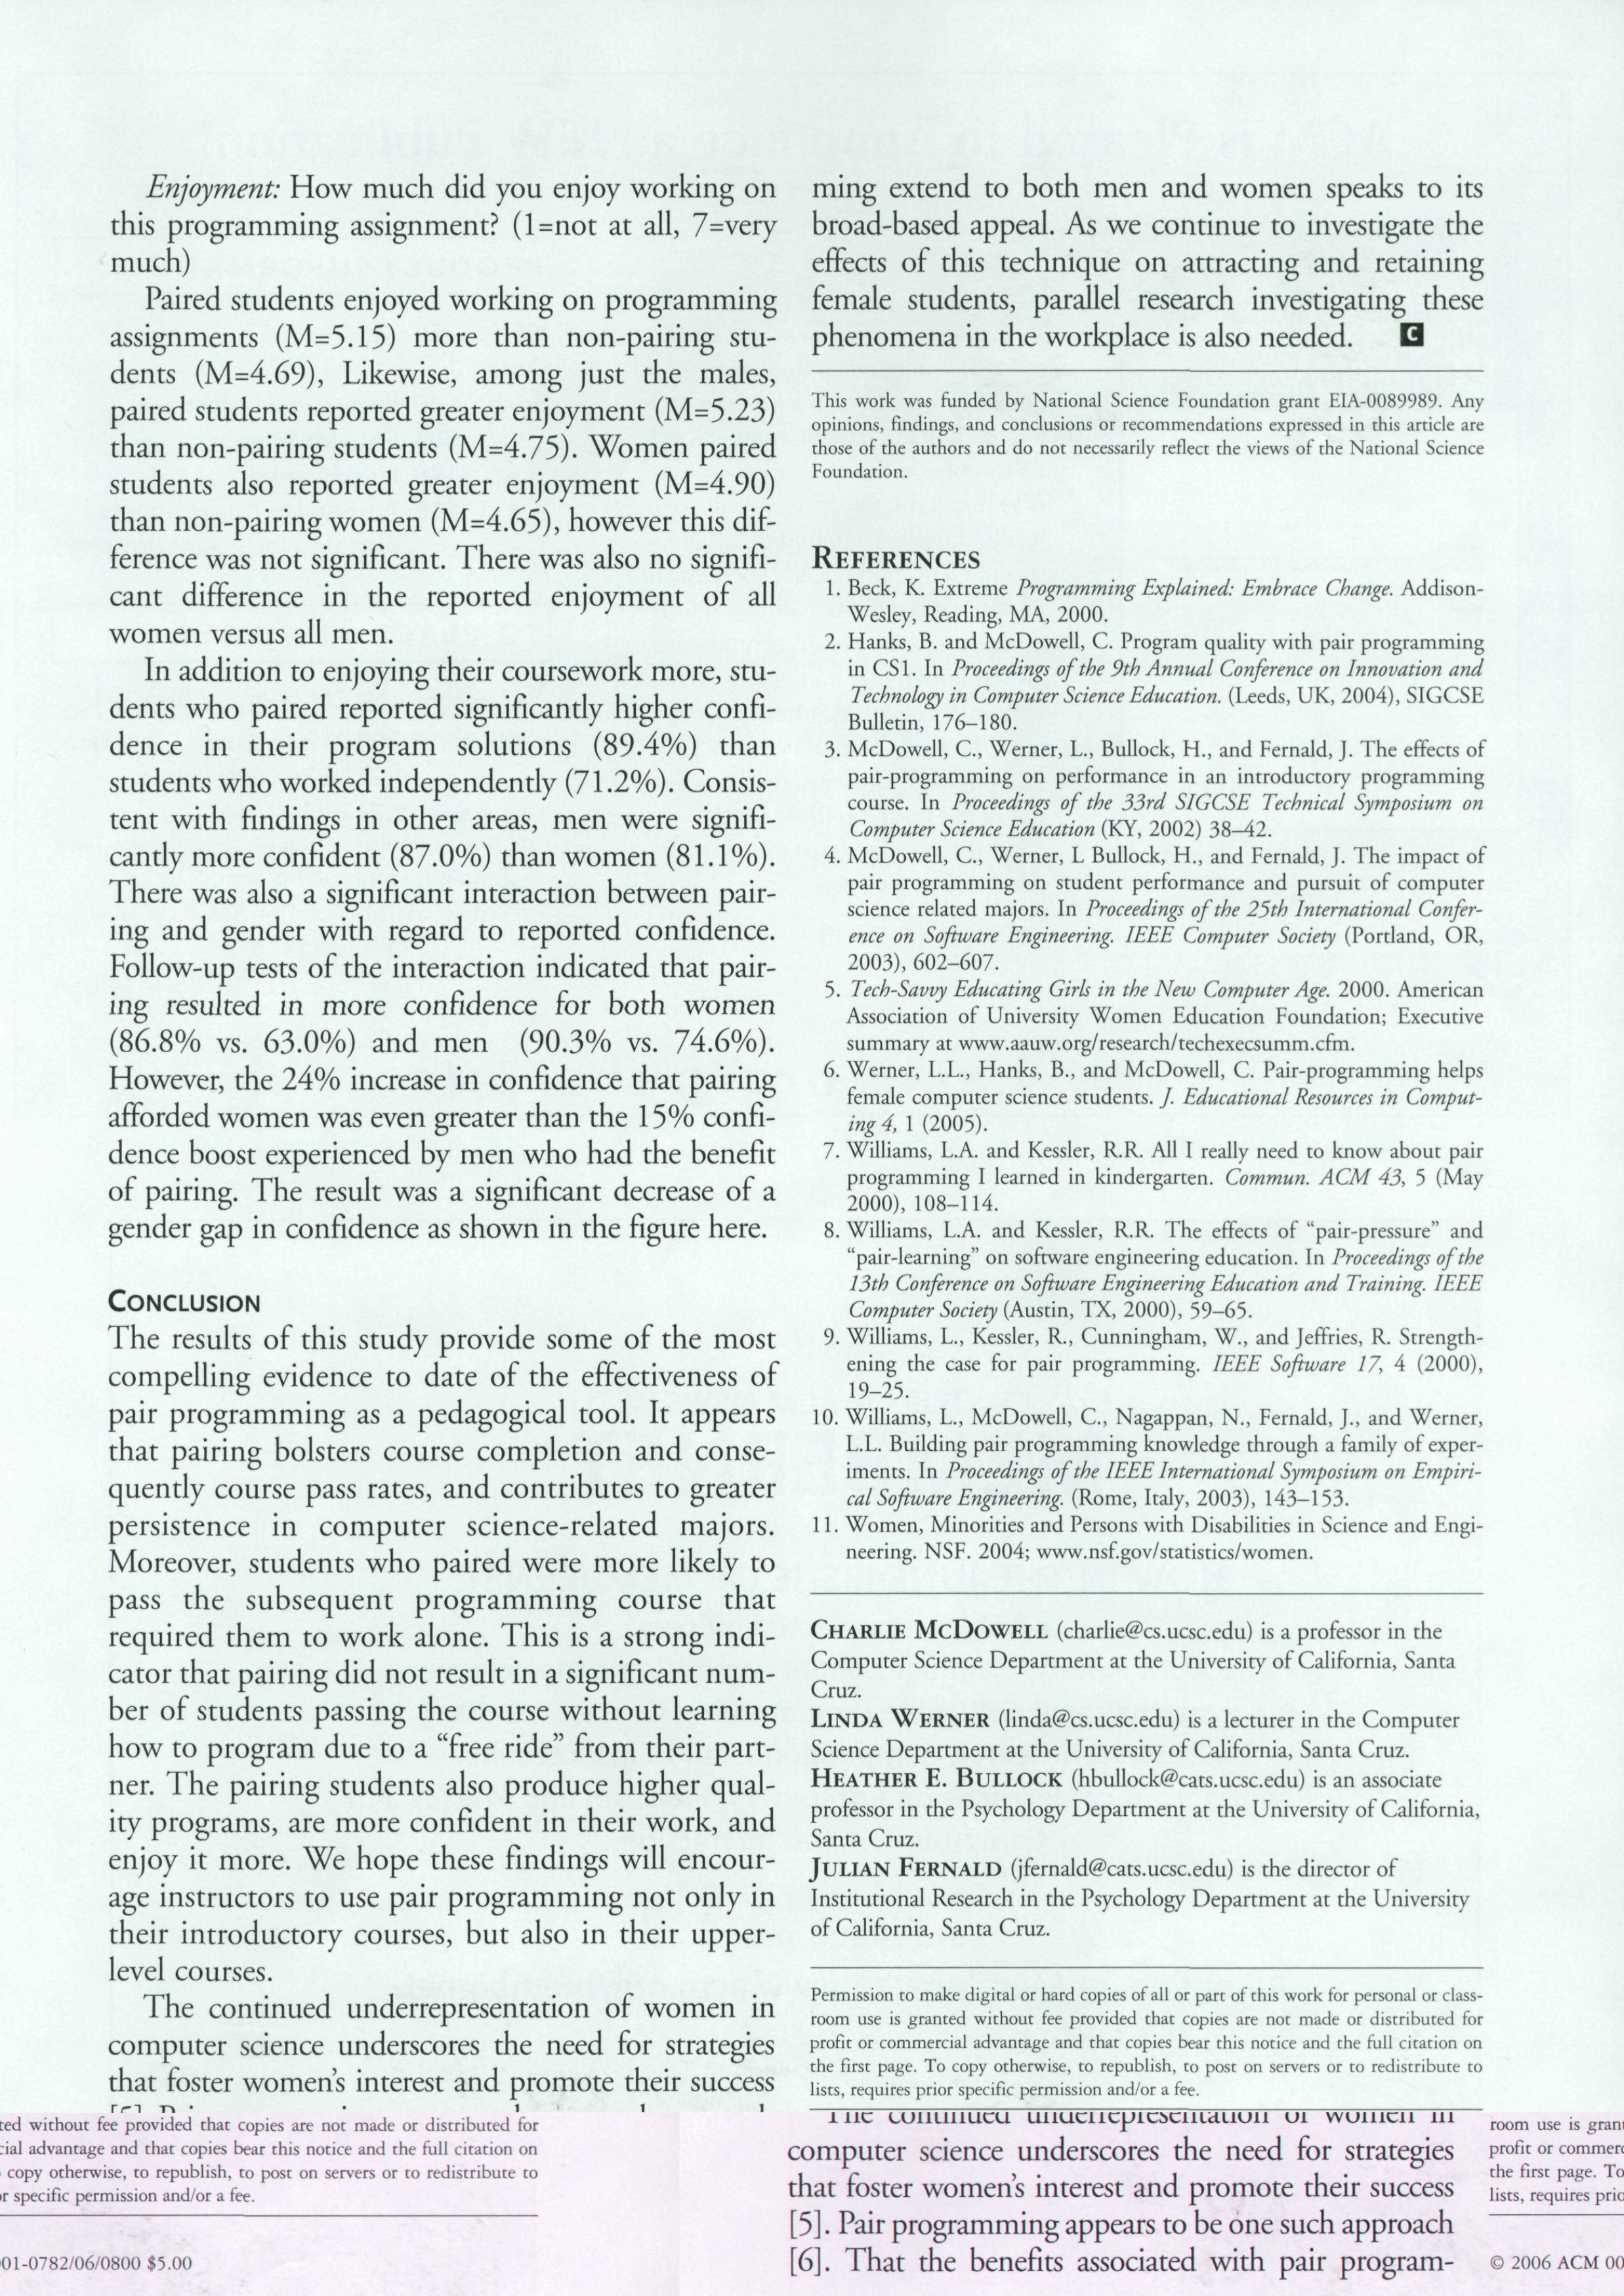 Enjoyment: How much did you enjoy working on
this programming assignment? (1=not at all, 7=very
much)
Paired students enjoyed working on programming
assignments (M=5.15) more than non-pairing stu-
dents (M=4.69), Likewise, among just the males,
paired students reported greater enjoyment (M=5.23)
than non-pairing students (M=4.75). Women paired
students also reported greater enjoyment (M=4.90)
than non-pairing women (M=4.65), however this dif-
ference was not significant. There was also no signifi-
cant difference in the reported enjoyment of all
women versus all men.
In addition to enjoying their coursework more, stu-
dents who paired reported significantly higher confi-
dence in their program solutions (89.4%) than
students who worked independently (71.2%). Consis-
tent with findings in other areas, men were signifi-
cantly more confident (87.0%) than women (81.1%).
There was also a significant interaction between pair-
ing and gender with regard to reported confidence.
Follow-up tests of the interaction indicated that pair-
ing resulted in more confidence for both women
(86.8% vs. 63.0%) and men (90.3% vs. 74.6%).
However, the 24% increase in confidence that pairing
afforded women was even greater than the 15% confi-
dence boost experienced by men who had the benefit
of pairing. The result was a significant decrease of a
gender gap in confidence as shown in the figure here.
CONCLUSION
The results of this study provide some of the most
compelling evidence to date of the effectiveness of
pair programming as a pedagogical tool. It appears
that pairing bolsters course completion and conse-
quently course pass rates, and contributes to greater
persistence in computer science-related majors.
Moreover, students who paired were more likely to
pass the subsequent programming course that
required them to work alone. This is a strong indi-
cator that pairing did not result in a significant num-
ber of students passing the course without learning
how to program due to a “free ride” from their part-
ner. The pairing students also produce higher qual-
ity programs, are more confident in their work, and
enjoy it more. We hope these findings will encour-
age instructors to use pair programming not only in
their introductory courses, but also in their upper-
level courses.
The continued underrepresentation of women in
computer science underscores the need for strategies
that foster women’s interest and promote their success
ming extend to both men and women speaks to its
broad-based appeal. As we continue to investigate the
effects of this technique on attracting and retaining
female students, parallel research investigating these
phenomena in the workplace is also needed. C
This work was funded by National Science Foundation grant EIA-0089989. Any
opinions, findings, and conclusions or recommendations expressed in this article are
those of the authors and do not necessarily reflect the views of the National Science
Foundation.
REFERENCES
1. Beck, K. Extreme Programming Explained: Embrace Change. Addison-
Wesley, Reading, MA, 2000.
2. Hanks, B. and McDowell, C. Program quality with pair programming
in CS1. In Proceedings of the 9th Annual Conference on Innovation and
Technology in Computer Science Education. (Leeds, UK, 2004), SIGCSE
Bulletin, 176–180.
3. McDowell, C., Werner, L., Bullock, H., and Fernald, J. The effects of
pair-programming on performance in an introductory programming
course. In Proceedings of the 33rd SIGCSE Technical Symposium on
Computer Science Education (KY, 2002) 38–42.
4. McDowell, C., Werner, L Bullock, H., and Fernald, J. The impact of
pair programming on student performance and pursuit of computer
science related majors. In Proceedings of the 25th International Confer-
ence on Software Engineering. IEEE Computer Society (Portland, OR,
2003), 602–607.
5. Tech-Savvy Educating Girls in the New Computer Age. 2000. American
Association of University Women Education Foundation; Executive
summary at www.aauw.org/research/techexecsumm.cfm.
6. Werner, L.L., Hanks, B., and McDowell, C. Pair-programming helps
female computer science students. J. Educational Resources in Comput-
ing 4, 1 (2005).
7. Williams, L.A. and Kessler, R.R. All I really need to know about pair
programming I learned in kindergarten. Commun. ACM 43, 5 (May
2000), 108–114.
8. Williams, L.A. and Kessler, R.R. The effects of “pair-pressure” and
“pair-learning” on software engineering education. In Proceedings of the
13th Conference on Software Engineering Education and Training. IEEE
Computer Society (Austin, TX, 2000), 59–65.
9. Williams, L., Kessler, R., Cunningham, W., and Jeffries, R. Strength-
ening the case for pair programming. IEEE Software 17, 4 (2000),
19–25.
10. Williams, L., McDowell, C., Nagappan, N., Fernald, J., and Werner,
L.L. Building pair programming knowledge through a family of exper-
iments. In Proceedings of the IEEE International Symposium on Empiri-
cal Software Engineering. (Rome, Italy, 2003), 143–153.
11. Women, Minorities and Persons with Disabilities in Science and Engi-
neering. NSF. 2004; www.nsf.gov/statistics/women.
CHARLIE MCDOWELL (charlie@cs.ucsc.edu) is a professor in the
Computer Science Department at the University of California, Santa
Cruz.
LINDA WERNER (linda@cs.ucsc.edu) is a lecturer in the Computer
Science Department at the University of California, Santa Cruz.
HEATHER E. BULLOCK (hbullock@cats.ucsc.edu) is an associate
professor in the Psychology Department at the University of California,
Santa Cruz.
JULIAN FERNALD (jfernald@cats.ucsc.edu) is the director of
Institutional Research in the Psychology Department at the University
of California, Santa Cruz.
Permission to make digital or hard copies of all or part of this work for personal or class-
room use is granted without fee provided that copies are not made or distributed for
profit or commercial advantage and that copies bear this notice and the full citation on
the first page. To copy otherwise, to republish, to post on servers or to redistribute to
lists, requires prior specific permission and/or a fee.
ted without fee provided that copies are not made or distributed for
cial advantage and that copies bear this notice and the full citation on
copy otherwise, to republish, to post on servers or to redistribute to
r specific permission and/or a fee.
01-0782/06/0800 $5.00
The continued underrepresentation of women in
computer science underscores the need for strategies
that foster women’s interest and promote their success
[5]. Pair programming appears to be one such approach
[6]. That the benefits associated with pair program-
room use is gran
profit or commer
the first page. To
lists, requires prio
© 2006 ACM 00